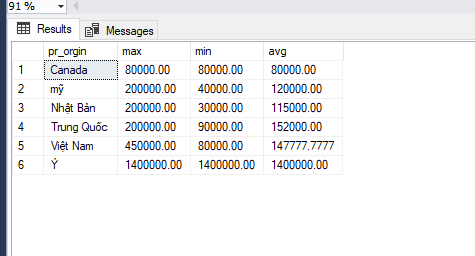 91 %
Results Messages
pr_orgin max min avg
1 Canada 80000.00 80000.00 80000.00
2 mỹ 200000.00 40000.00 120000.00
3 Nhật Bản 200000.00 30000.00 115000.00
4 Trung Quốc 200000.00 90000.00 152000.00
5 Việt Nam 450000.00 80000.00 147777.7777
6 Ý 1400000.00 1400000.00 1400000.00